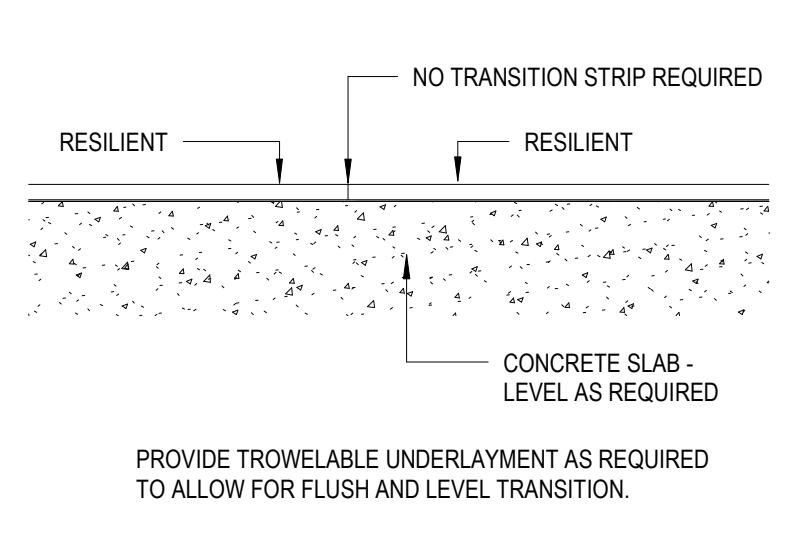 NO TRANSITION STRIP REQUIRED
RESILIENT
RESILIENT
CONCRETE SLAB -
LEVEL AS REQUIRED
PROVIDE TROWELABLE UNDERLAYMENT AS REQUIRED
TO ALLOW FOR FLUSH AND LEVEL TRANSITION.